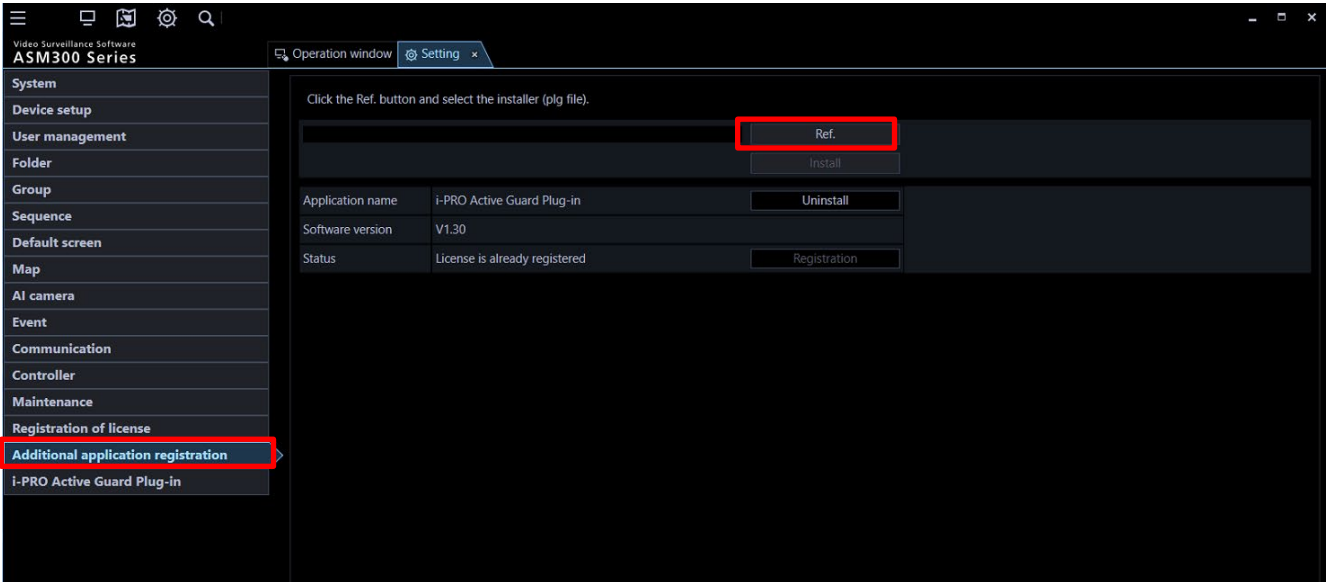 Video Surveillance Software
ASM300 Series
Operation window
Setting ×
System
Device setup
User management
Folder
Group
Sequence
Default screen
Map
AI camera
Event
Communication
Controller
Maintenance
Registration of license
Additional application registration
i-PRO Active Guard Plug-in
Click the Ref. button and select the installer (plg file).
Ref.
Install
Application name i-PRO Active Guard Plug-in Uninstall
Software version V1.30
Status License is already registered Registration